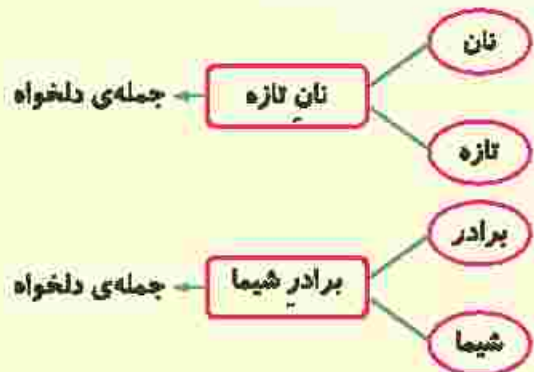 نان
تازه
نانِ تازه
جمله‌ی دلخواه
برادر
شیما
برادرِ شیما
جمله‌ی دلخواه